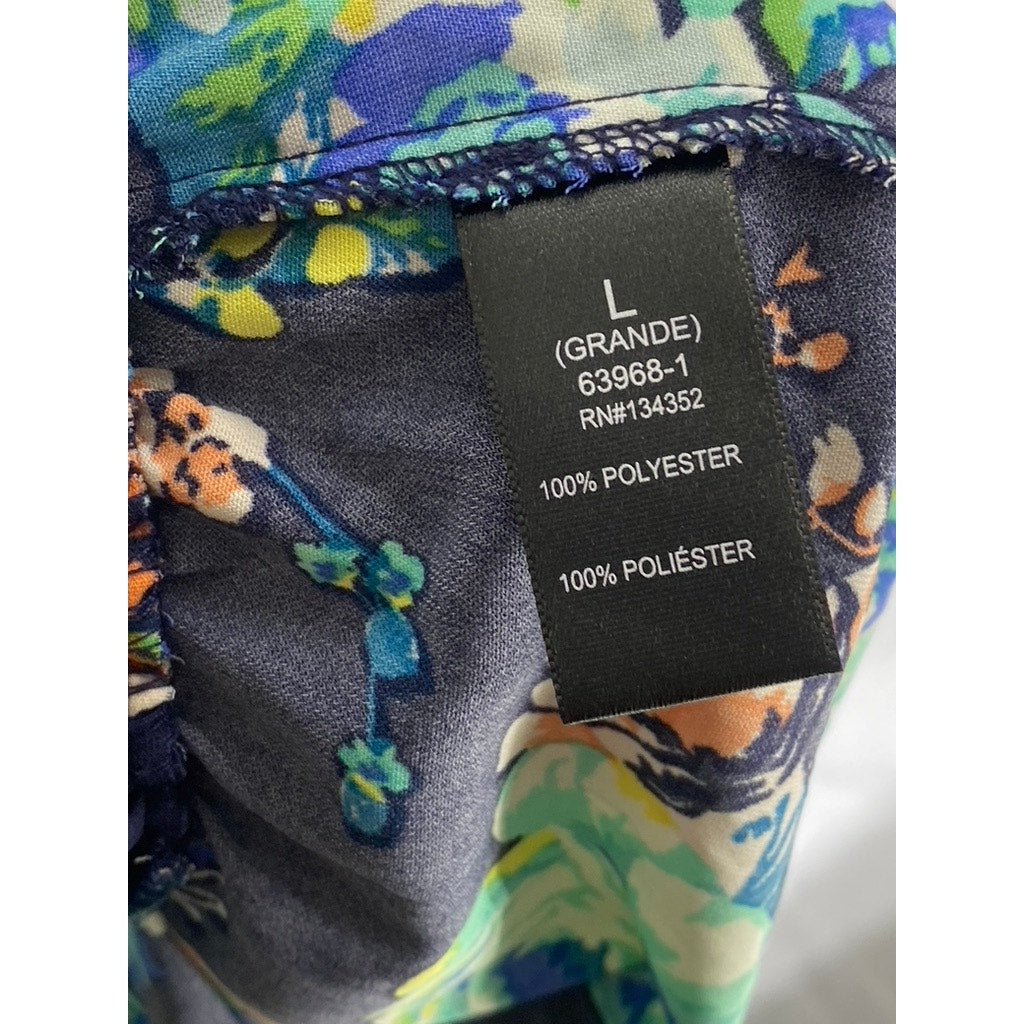 L
(GRANDE)
63968-1
RN#134352
100% POLYESTER
100% POLIÉSTER